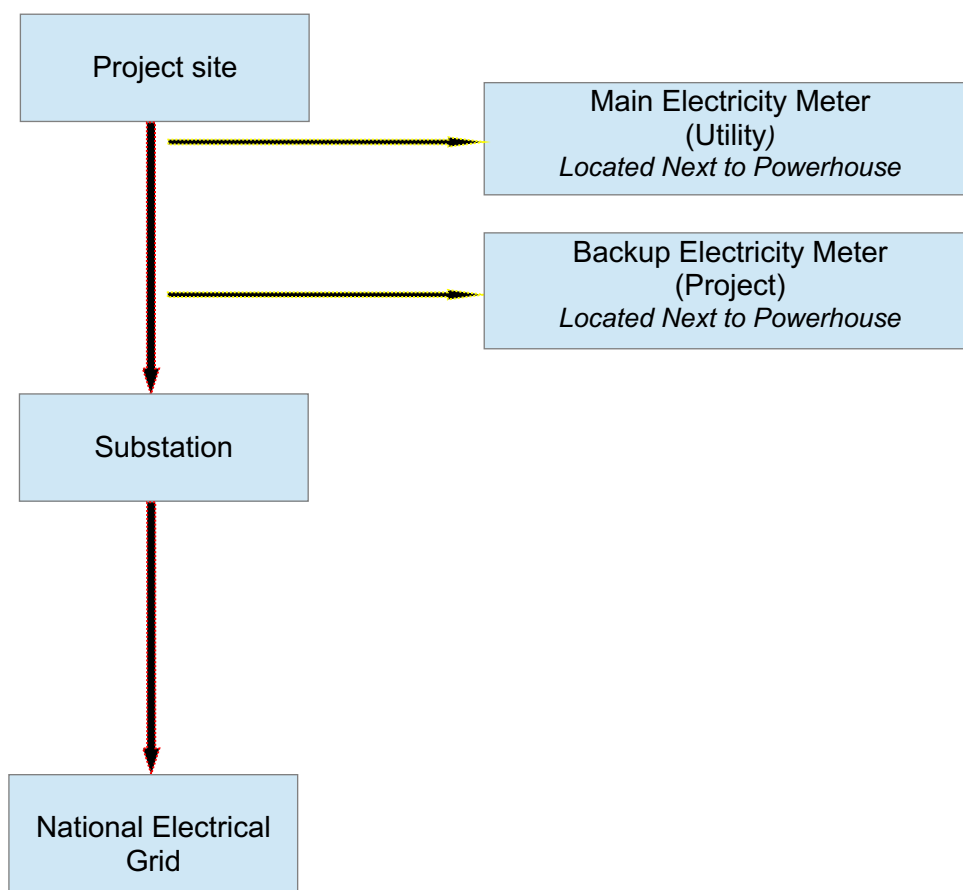 Project site
Main Electricity Meter
(Utility)
Located Next to Powerhouse
Backup Electricity Meter
(Project)
Located Next to Powerhouse
Substation
National Electrical
Grid